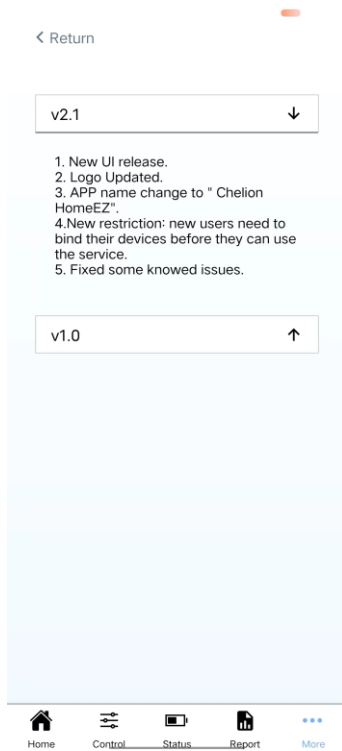 Return
v2.1
1. New UI release.
2. Logo Updated.
3. APP name change to " Chelion
HomeEZ".
4.New restriction: new users need to
bind their devices before they can use
the service.
5. Fixed some knowed issues.
v1.0
Home Control Status Report More